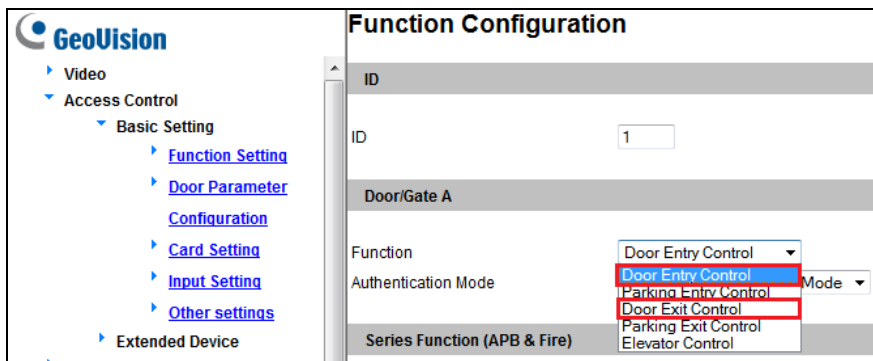 GeoVision
Video
Access Control
Basic Setting
Function Setting
Door Parameter
Configuration
Card Setting
Input Setting
Other settings
Extended Device
Function Configuration
ID
ID 1
Door/Gate A
Function Door Entry Control
Authentication Mode Mode
Door Entry Control
Parking Entry Control
Door Exit Control
Parking Exit Control
Elevator Control
Series Function (APB & Fire)